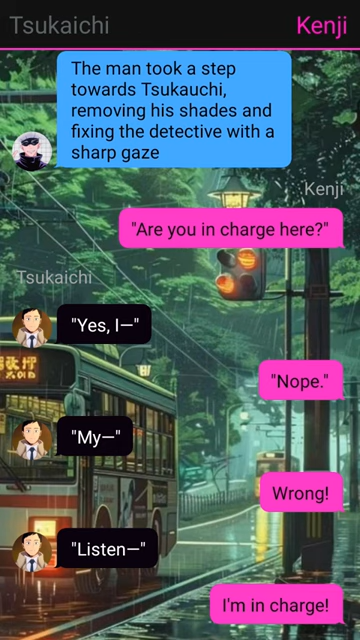 Tsukaichi
Kenji
The man took a step
towards Tsukauchi,
removing his shades and
fixing the detective with a
sharp gaze
Kenji
"Are you in charge here?"
Tsukaichi
"Yes, I—"
"Nope."
"My—"
Wrong!
"Listen—"
I'm in charge!